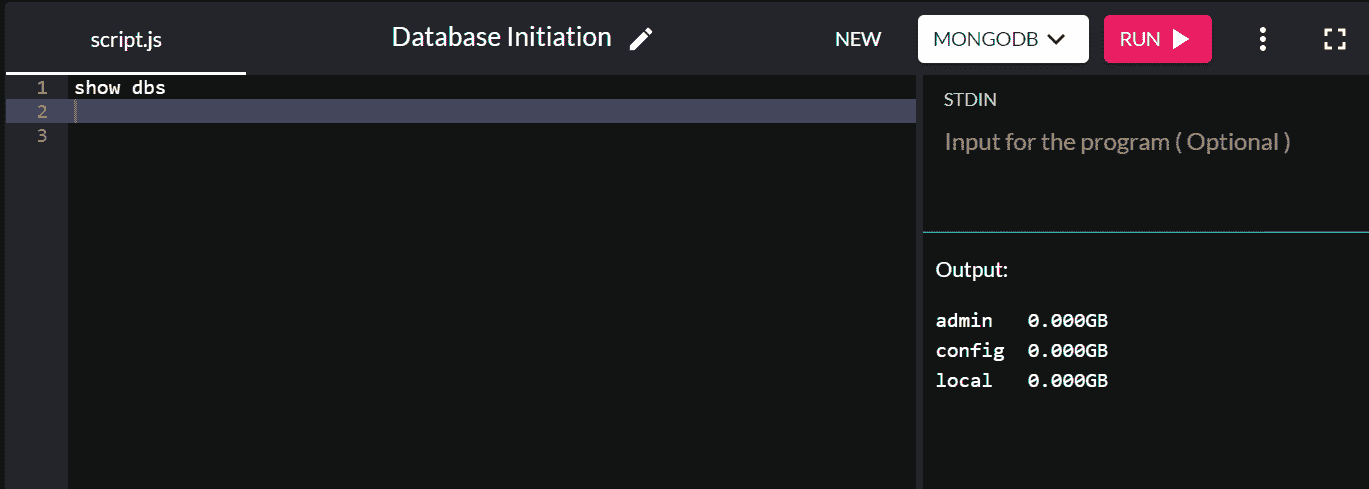 script.js Database Initiation NEW MONGODB RUN
1 show dbs
2
3
STDIN
Input for the program ( Optional )
Output:
admin 0.000GB
config 0.000GB
local 0.000GB